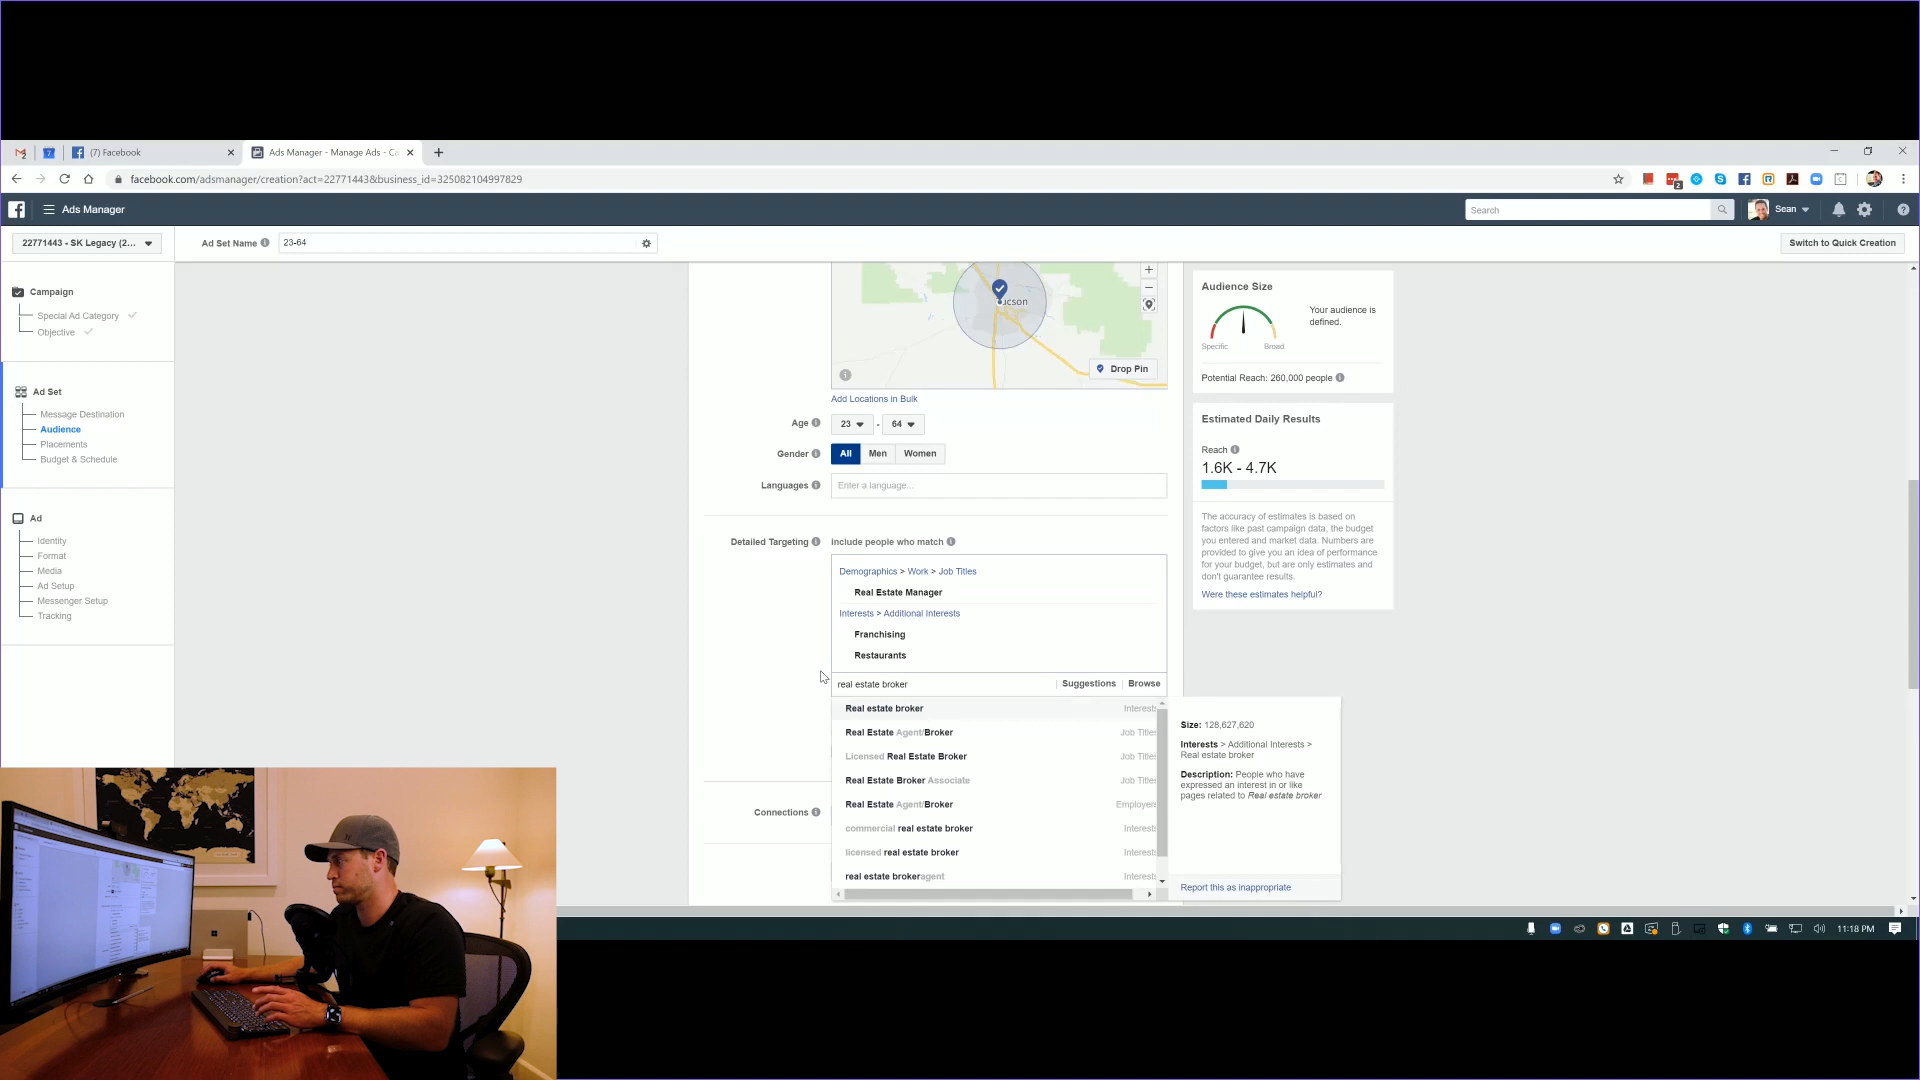 (7) Facebook
Ads Manager - Manage Ads - Ca
facebook.com/adsmanager/creation?act=22771443&business_id=325082104997829
Ads Manager
Search
Sean
22771443 - SK Legacy (2...
Ad Set Name
23-64
Switch to Quick Creation
Campaign
Special Ad Category
Objective
Ad Set
Message Destination
Audience
Placements
Budget & Schedule
Ad
Identity
Format
Media
Ad Setup
Messenger Setup
Tracking
ucson
Drop Pin
Add Locations in Bulk
Age
23
-
64
Gender
All
Men
Women
Languages
Enter a language...
Detailed Targeting
Include people who match
Demographics > Work > Job Titles
Real Estate Manager
Interests > Additional Interests
Franchising
Restaurants
real estate broker
Suggestions
Browse
Real estate broker
Interests
Real Estate Agent/Broker
Job Titles
Licensed Real Estate Broker
Job Titles
Real Estate Broker Associate
Job Titles
Real Estate Agent/Broker
Employers
commercial real estate broker
Interests
licensed real estate broker
Interests
real estate brokeragent
Interests
Size: 128,627,620
Interests > Additional Interests >
Real estate broker
Description: People who have
expressed an interest in or like
pages related to Real estate broker
Report this as inappropriate
Connections
Audience Size
Specific
Broad
Your audience is
defined.
Potential Reach: 260,000 people
Estimated Daily Results
Reach
1.6K - 4.7K
The accuracy of estimates is based on
factors like past campaign data, the budget
you entered and market data. Numbers are
provided to give you an idea of performance
for your budget, but are only estimates and
don't guarantee results.
Were these estimates helpful?
11:18 PM